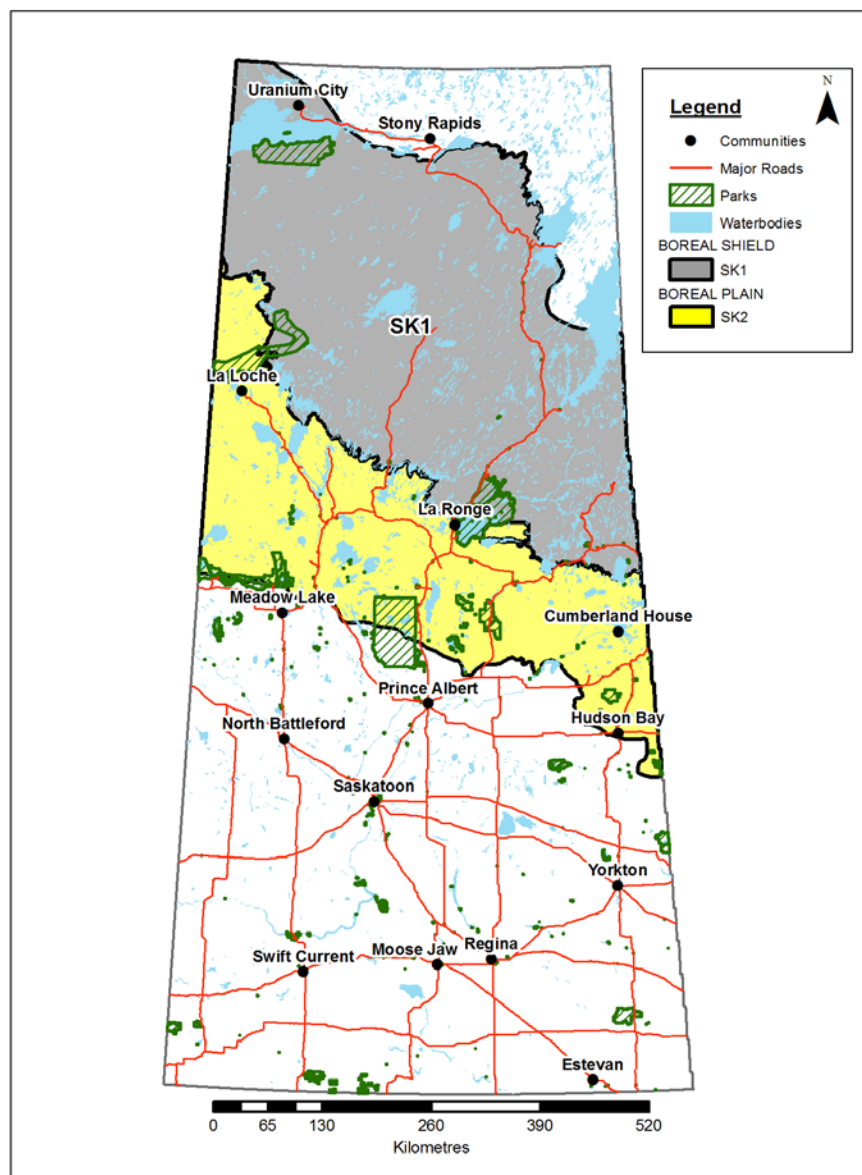 Uranium City
Stony Rapids
SK1
La Loche
La Ronge
Meadow Lake
Cumberland House
Prince Albert
Hudson Bay
North Battleford
Saskatoon
Yorkton
Regina
Moose Jaw
Swift Current
Estevan
N
Legend
Communities
Major Roads
Parks
Waterbodies
BOREAL SHIELD
SK1
BOREAL PLAIN
SK2
0 65 130 260 390 520
Kilometres